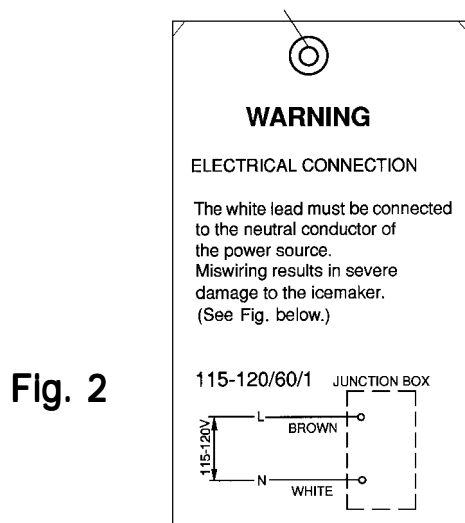 WARNING
ELECTRICAL CONNECTION
The white lead must be connected
to the neutral conductor of
the power source.
Miswiring results in severe
damage to the icemaker.
(See Fig. below.)
Fig. 2
115-120/60/1 JUNCTION BOX
L
BROWN
115-120V
N
WHITE